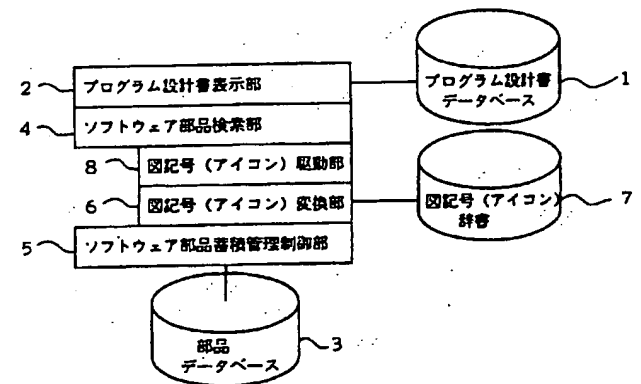 2 プログラム設計書表示部
プログラム設計書 1
データベース
4 ソフトウェア部品検索部
8 図記号（アイコン）駆動部
6 図記号（アイコン）変換部
図記号（アイコン） 7
辞書
5 ソフトウェア部品蓄積管理制御部
部品 3
データベース